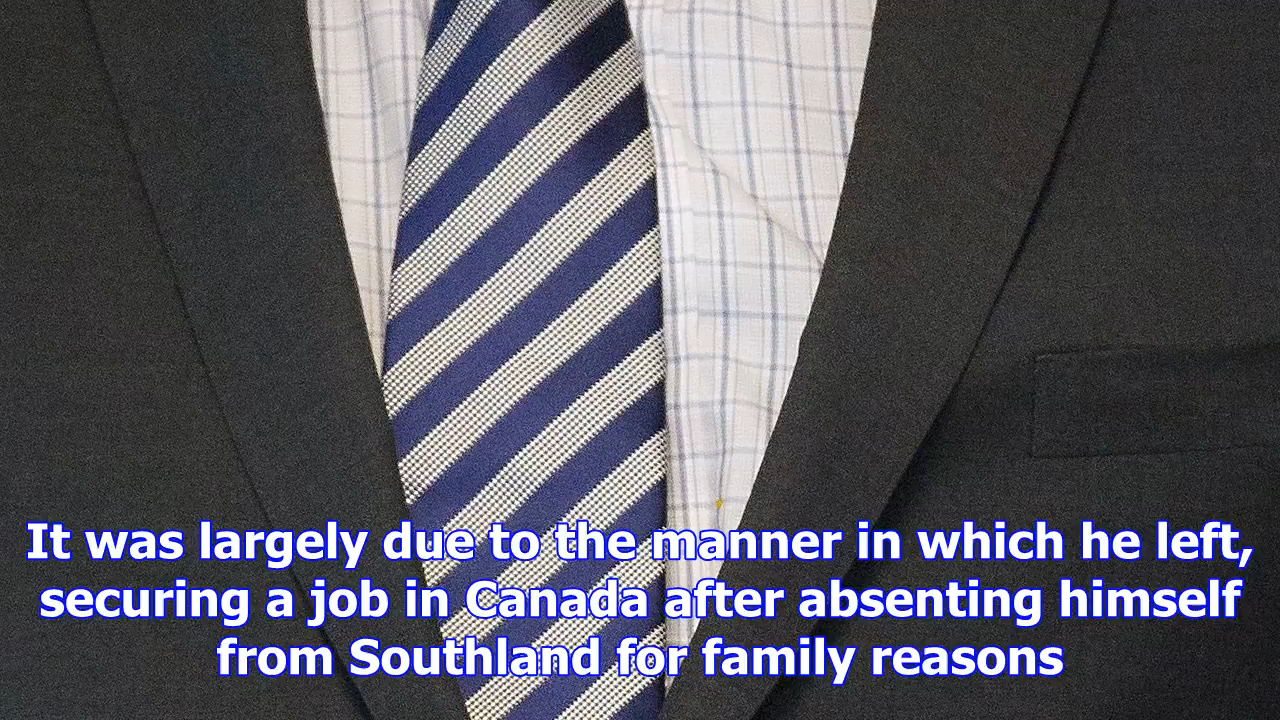 It was largely due to the manner in which he left,
securing a job in Canada after absenting himself
from Southland for family reasons